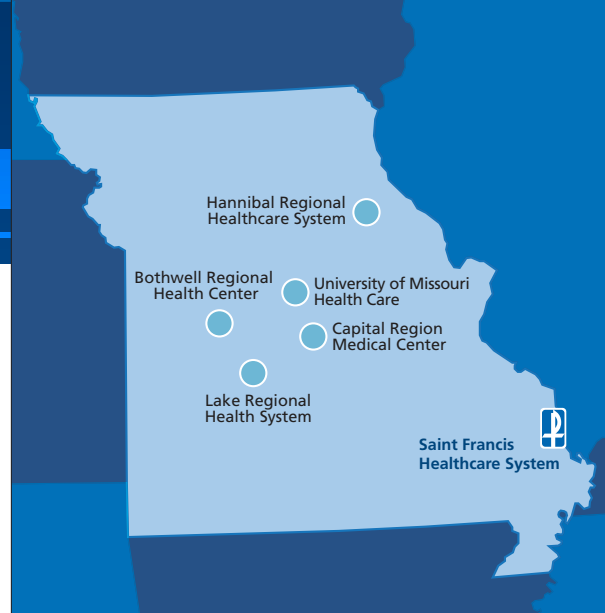 Hannibal Regional
Healthcare System
Bothwell Regional
Health Center
University of Missouri
Health Care
Capital Region
Medical Center
Lake Regional
Health System
Saint Francis
Healthcare System